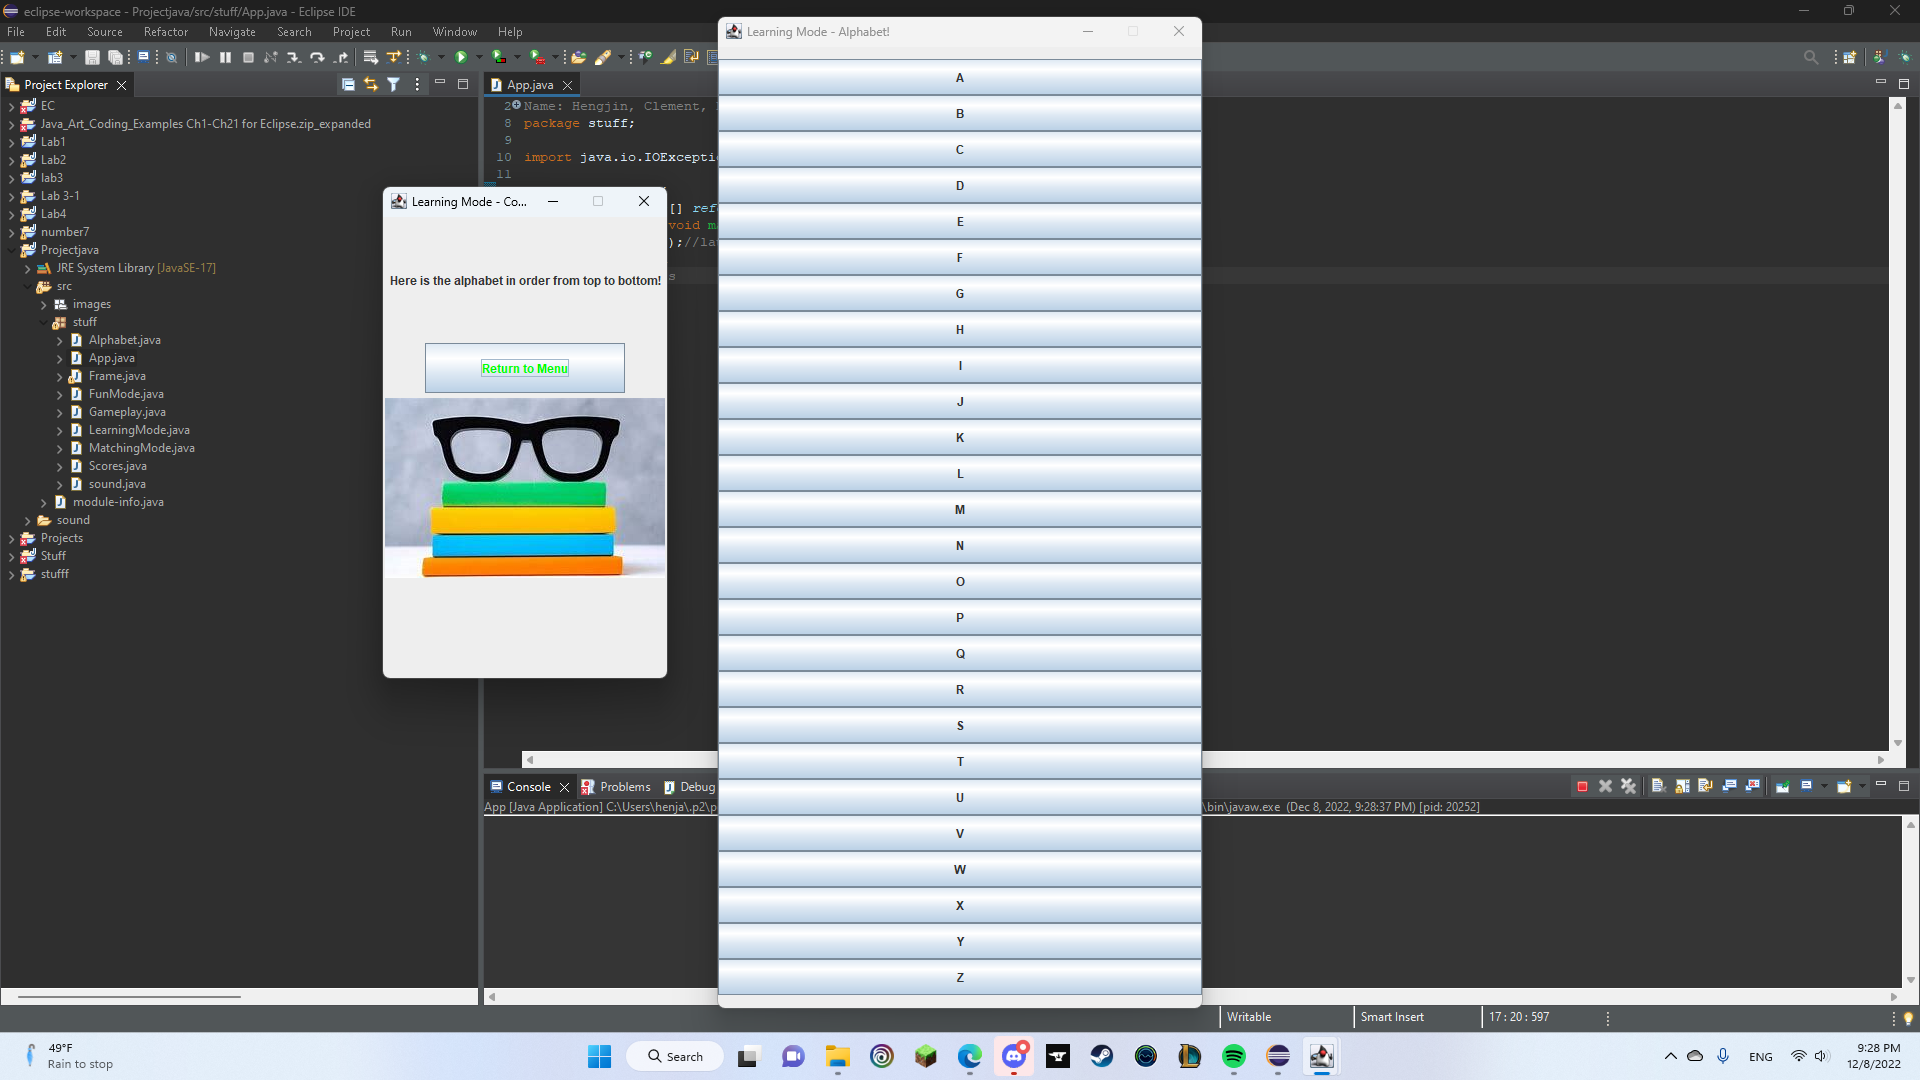 eclipse-workspace - Projectjava/src/stuff/App.java - Eclipse IDE
File Edit Source Refactor Navigate Search Project Run Window Help
Project Explorer
EC
Java_Art_Coding_Examples Ch1-Ch21 for Eclipse.zip_expanded
Lab1
Lab2
lab3
Lab 3-1
Lab4
number7
Projectjava
JRE System Library [JavaSE-17]
src
images
stuff
Alphabet.java
App.java
Frame.java
FunMode.java
Gameplay.java
LearningMode.java
MatchingMode.java
Scores.java
sound.java
module-info.java
sound
Projects
Stuff
stufff
App.java
2 Name: Hengjin, Clement,
8 package stuff;
9
10 import java.io.IOExcepti
11
[] ref
void m
);//la
s
Learning Mode - Co...
Here is the alphabet in order from top to bottom!
Return to Menu
Learning Mode - Alphabet!
A
B
C
D
E
F
G
H
I
J
K
L
M
N
O
P
Q
R
S
T
U
V
W
X
Y
Z
Console Problems Debug
App [Java Application] C:\Users\henja\.p2\p
\bin\javaw.exe (Dec 8, 2022, 9:28:37 PM) [pid: 20252]
Writable Smart Insert 17 : 20 : 597
49°F
Rain to stop
Search
ENG
9:28 PM
12/8/2022